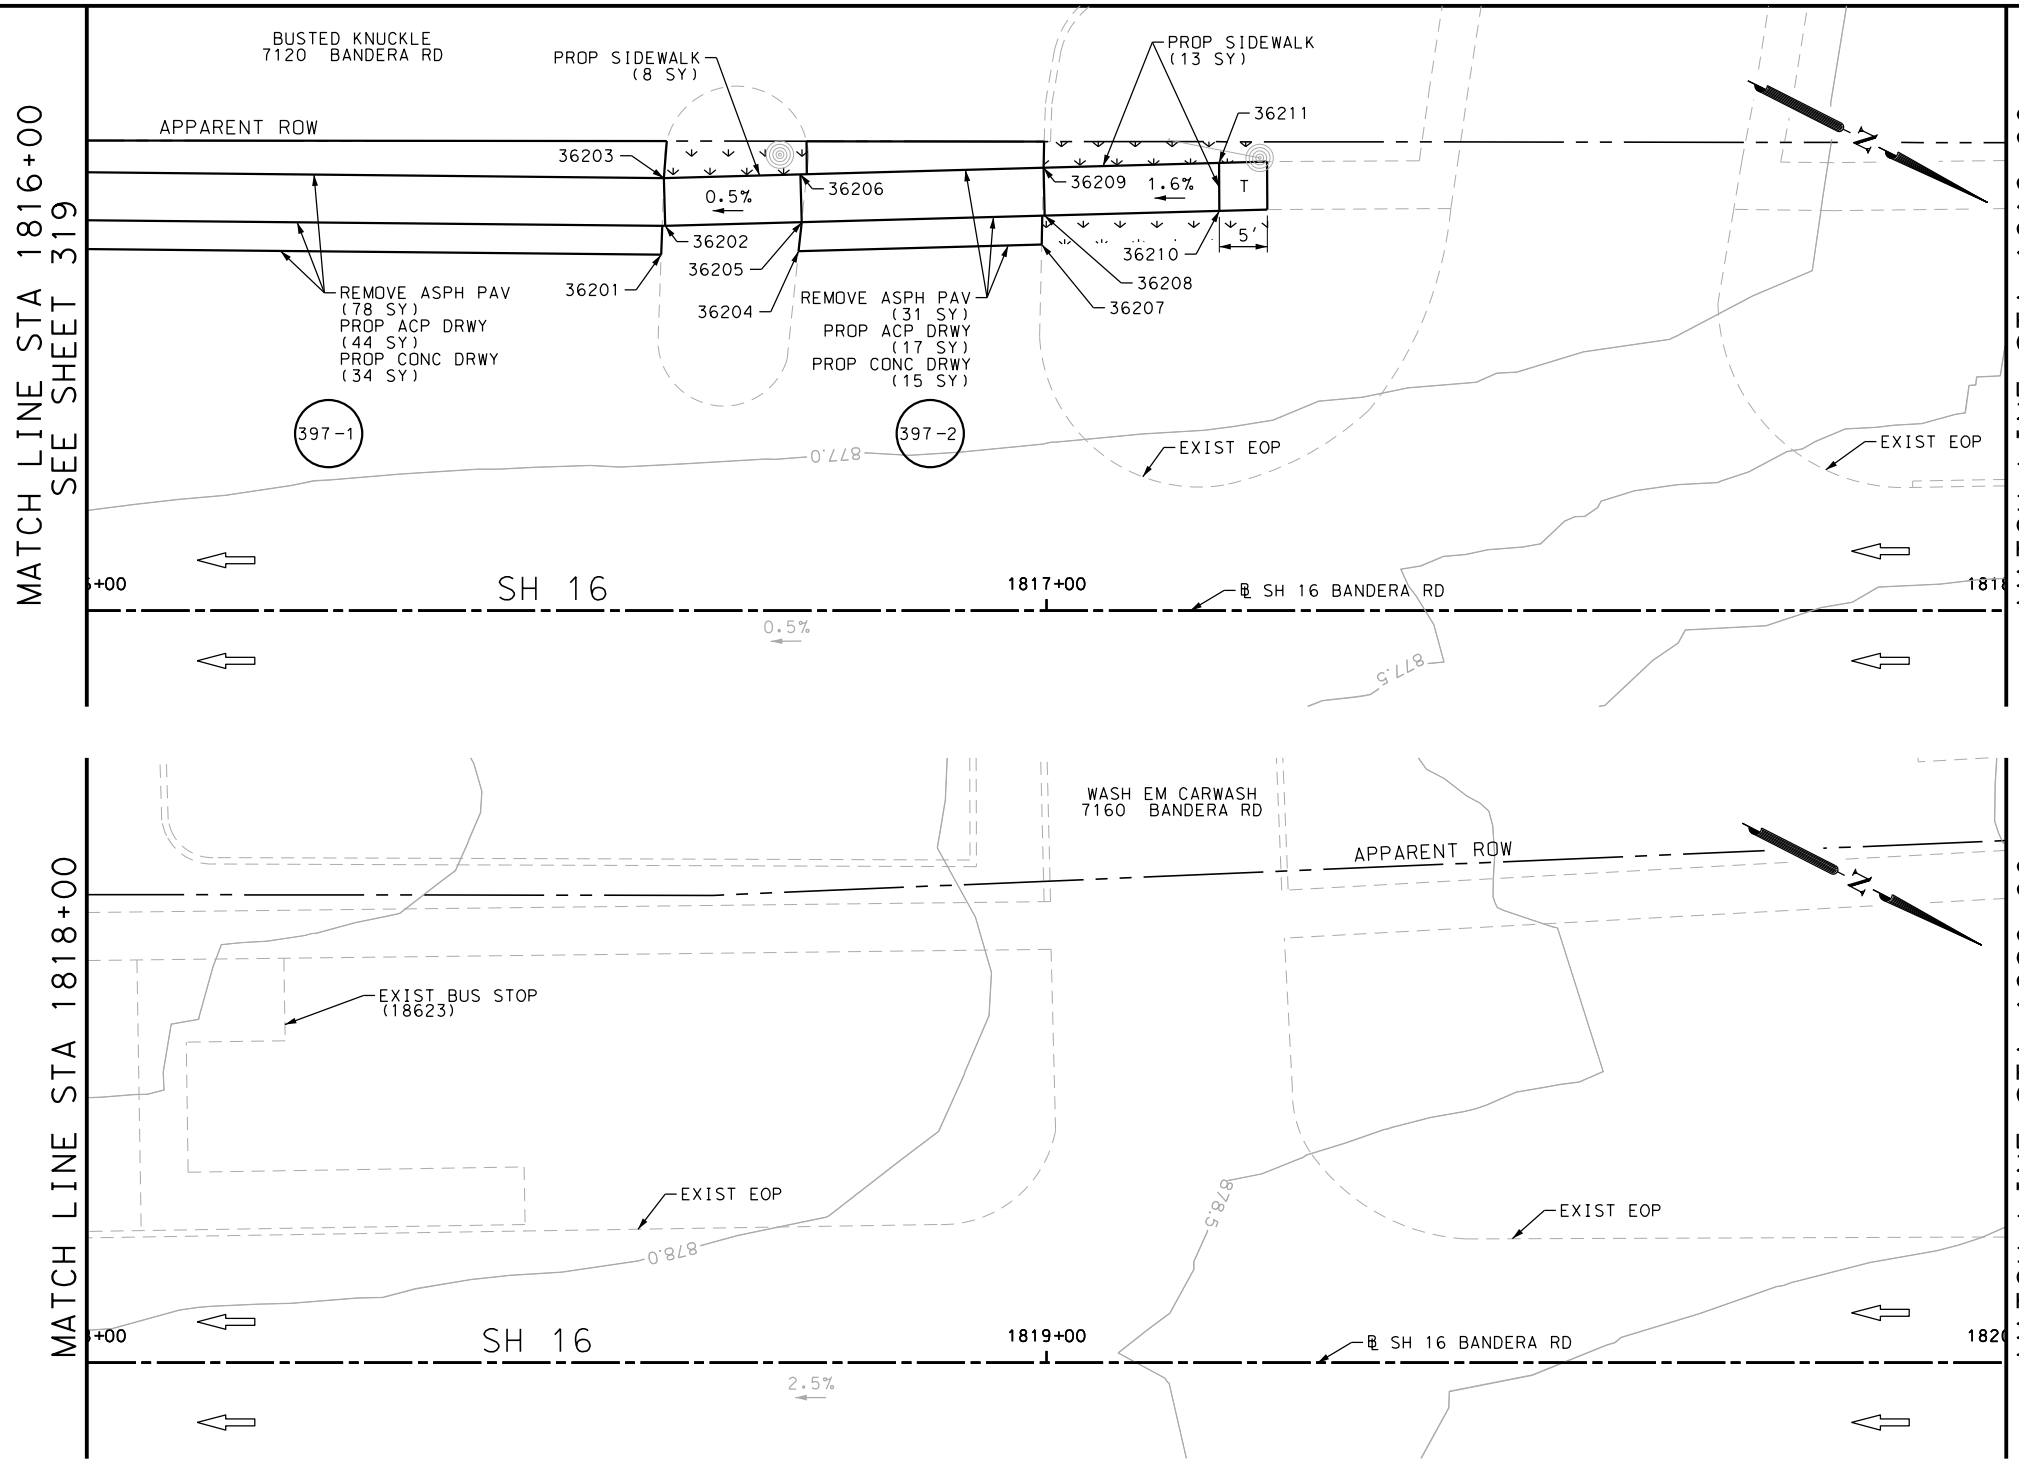 MATCH LINE STA 1816+00
SEE SHEET 319
BUSTED KNUCKLE
7120 BANDERA RD
APPARENT ROW
PROP SIDEWALK
(8 SY)
PROP SIDEWALK
(13 SY)
36203
36206
36211
36209
0.5%
1.6%
T
5'
36202
36205
36201
36204
36210
36208
36207
REMOVE ASPH PAV
(78 SY)
PROP ACP DRWY
(44 SY)
PROP CONC DRWY
(34 SY)
REMOVE ASPH PAV
(31 SY)
PROP ACP DRWY
(17 SY)
PROP CONC DRWY
(15 SY)
397-1
397-2
877.0
EXIST EOP
EXIST EOP
N
+00
SH 16
1817+00
SH 16 BANDERA RD
1818
0.5%
877.5
MATCH LINE STA 1818+00
WASH EM CARWASH
7160 BANDERA RD
APPARENT ROW
N
EXIST BUS STOP
(18623)
EXIST EOP
878.0
878.5
EXIST EOP
+00
SH 16
1819+00
SH 16 BANDERA RD
1820
2.5%